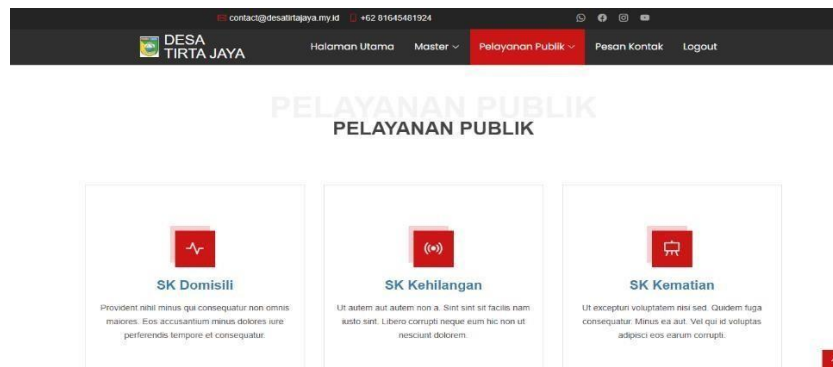 contact@desatirtajaya.my.id +62 81645481924
DESA
TIRTA JAYA
Halaman Utama Master Pelayanan Publik Pesan Kontak Logout
PELAYANAN PUBLIK
PELAYANAN PUBLIK
SK Domisili
Provident nihil minus qui consequatur non omnis
maiores. Eos accusantium minus dolores iure
perferendis tempore et consequatur.
SK Kehilangan
Ut autem aut autem non a. Sint sint sit facilis nam
iusto sint. Libero corrupti neque eum hic non ut
nesciunt dolorem.
SK Kematian
Ut excepturi voluptatem nisi sed. Quidem fuga
consequatur. Minus ea aut. Vel qui id voluptas
adipisci eos earum corrupti.